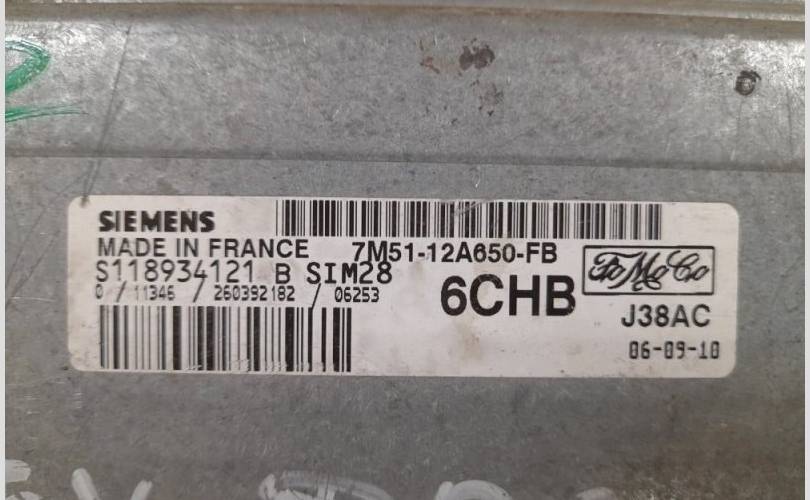 SIEMENS
MADE IN FRANCE 7M51-12A650-FB
S118934121 B SIM28
FoMoCo
0 / 11346 / 260392182 / 06253
6CHB
J38AC
06-09-10